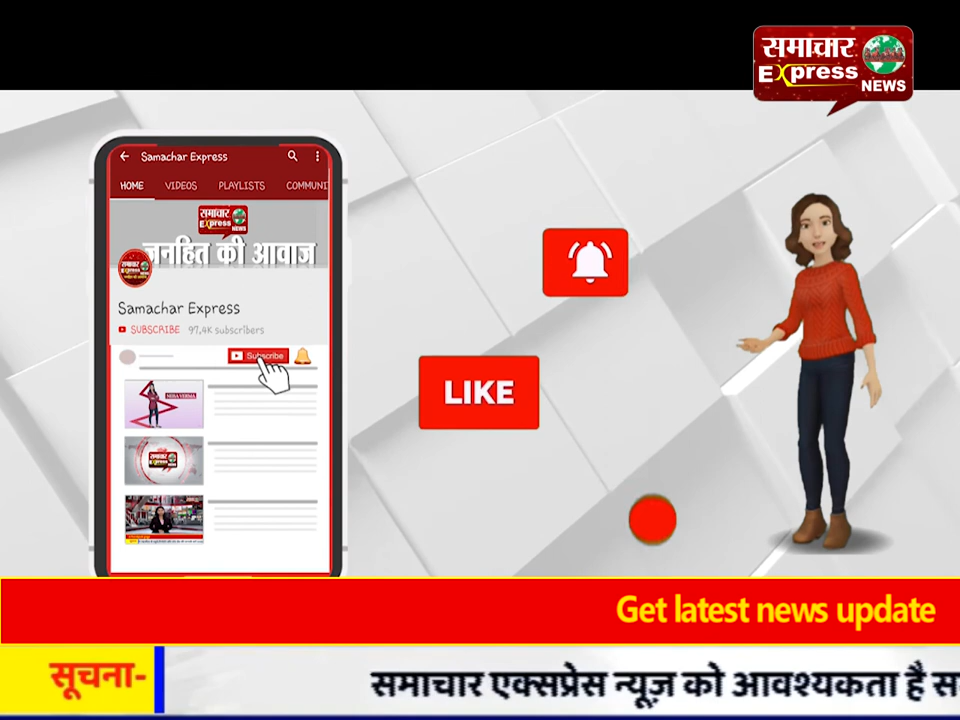 समाचार
Express
NEWS
Samachar Express
HOME VIDEOS PLAYLISTS COMMUNI
समाचार
Express
NEWS
जनहित की आवाज
Samachar Express
SUBSCRIBE 97.4K subscribers
Subscribe
LIKE
Get latest news update
सूचना-
समाचार एक्सप्रेस न्यूज़ को आवश्यकता है